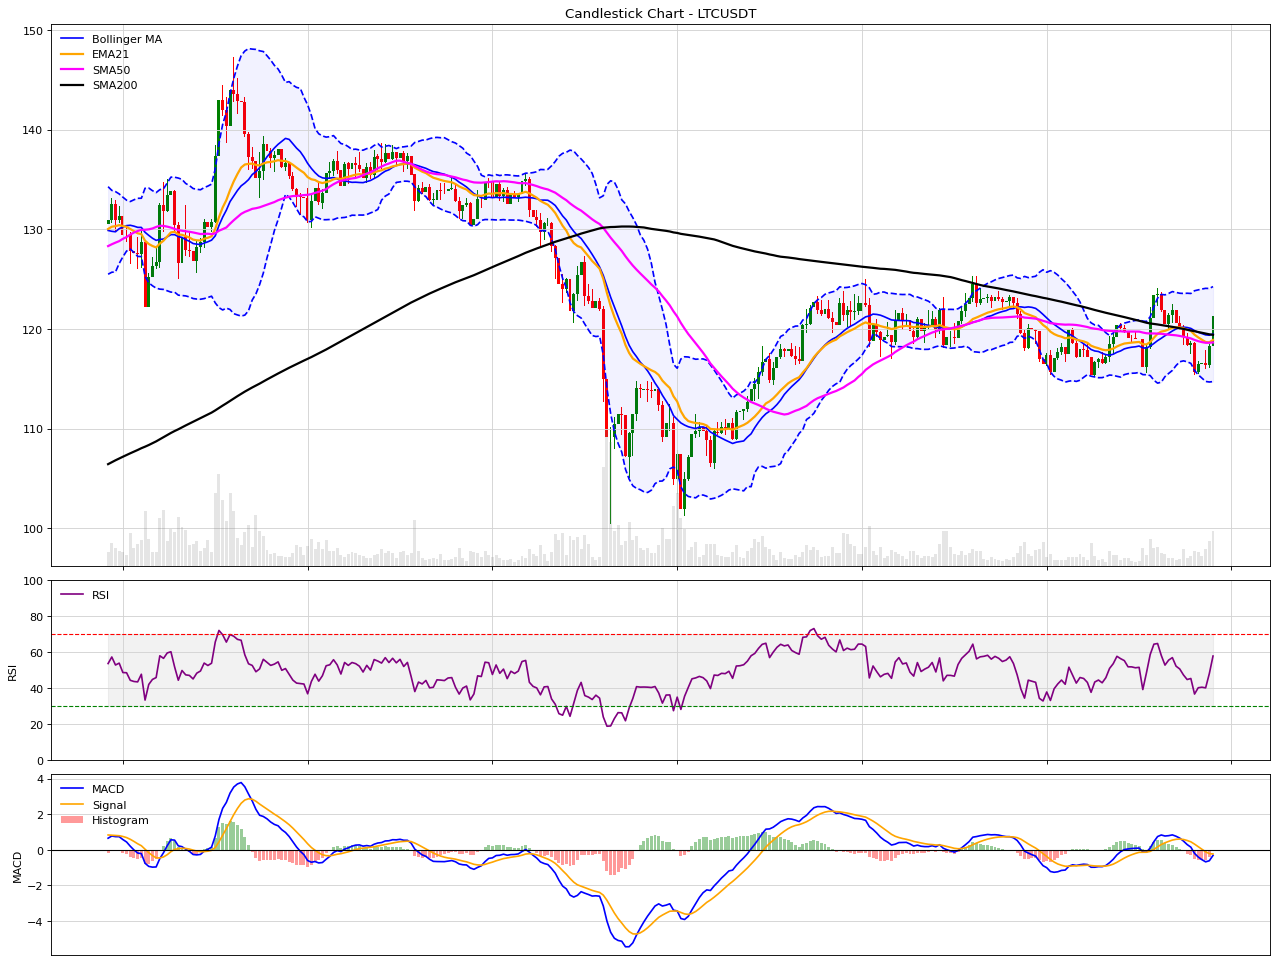 Candlestick Chart - LTCUSDT
Bollinger MA
EMA21
SMA50
SMA200
150
140
130
120
110
100
RSI
100
80
60
40
20
0
RSI
MACD
Signal
Histogram
4
2
0
−2
−4
MACD